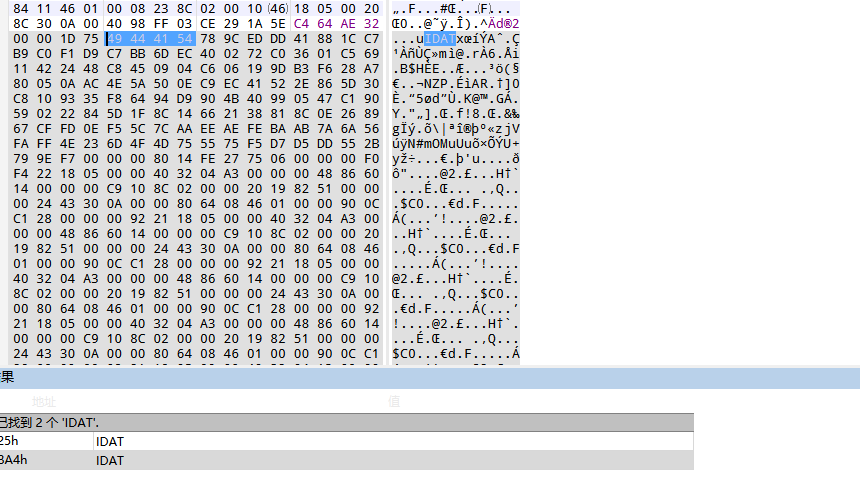 84 11 46 01 00 08 23 8C 02 00 10 46 18 05 00 20 „.F...#Œ...(F)...
8C 30 0A 00 40 98 FF 03 CE 29 1A 5E C4 64 AE 32 Œ0..@˜ÿ.Î).^Äd®2
00 00 1D 75 49 44 41 54 78 9C ED DD 41 88 1C C7 ...uIDATxœíÝAˆ.Ç
B9 C0 F1 D9 C7 BB 6D EC 40 02 72 C0 36 01 C5 69 ¹ÀñÙÇ»mì@.rÀ6.Åi
11 42 24 48 C8 45 09 04 C6 06 19 9D B3 F6 28 A7 .B$HÈE..Æ...³ö(§
80 05 0A AC 4E 5A 50 0E C9 EC 41 52 2E 86 5D 30 €..¬NZP.ÉìAR.†]0
C8 10 93 35 F8 64 94 D9 90 4B 40 99 05 47 C1 90 È.“5ød”Ù.K@™.GÁ.
59 02 22 84 5D 1F 8C 14 66 21 38 81 8C 0E 26 89 Y."„].Œ.f!8.Œ.&‰
67 CF FD 0E F5 5C 7C AA EE AE FE BA AB 7A 6A 56 gÏý.õ\|ªî®þº«zjV
FA FF 4E 23 6D 4F 4D 75 55 75 F5 D7 D5 DD 55 2B úÿN#mOMuUuõ×ÕÝU+
79 9E F7 00 00 00 80 14 FE 27 75 06 00 00 00 F0 yž÷...€.þ'u....ð
F4 22 18 05 00 00 40 32 04 A3 00 00 00 48 86 60 ô"....@2.£...H†`
14 00 00 00 C9 10 8C 02 00 00 20 19 82 51 00 00 ....É.Œ... .‚Q..
00 24 43 30 0A 00 00 80 64 08 46 01 00 00 90 0C .$C0...€d.F.....
C1 28 00 00 00 92 21 18 05 00 00 40 32 04 A3 00 Á(...’!....@2.£.
00 00 48 86 60 14 00 00 00 C9 10 8C 02 00 00 20 ..H†`....É.Œ...
19 82 51 00 00 00 24 43 30 0A 00 00 80 64 08 46 .‚Q...$C0...€d.F
01 00 00 90 0C C1 28 00 00 00 92 21 18 05 00 00 .....Á(...’!....
40 32 04 A3 00 00 00 48 86 60 14 00 00 00 C9 10 @2.£...H†`....É.
8C 02 00 00 20 19 82 51 00 00 00 24 43 30 0A 00 Œ... .‚Q...$C0..
00 80 64 08 46 01 00 00 90 0C C1 28 00 00 00 92 .€d.F.....Á(...’
21 18 05 00 00 40 32 04 A3 00 00 00 48 86 60 14 !....@2.£...H†`.
00 00 00 C9 10 8C 02 00 00 20 19 82 51 00 00 00 ...É.Œ... .‚Q...
24 43 30 0A 00 00 80 64 08 46 01 00 00 90 0C C1 $C0...€d.F.....Á
果
地址 值
已找到 2 个 'IDAT'.
25h IDAT
BA4h IDAT